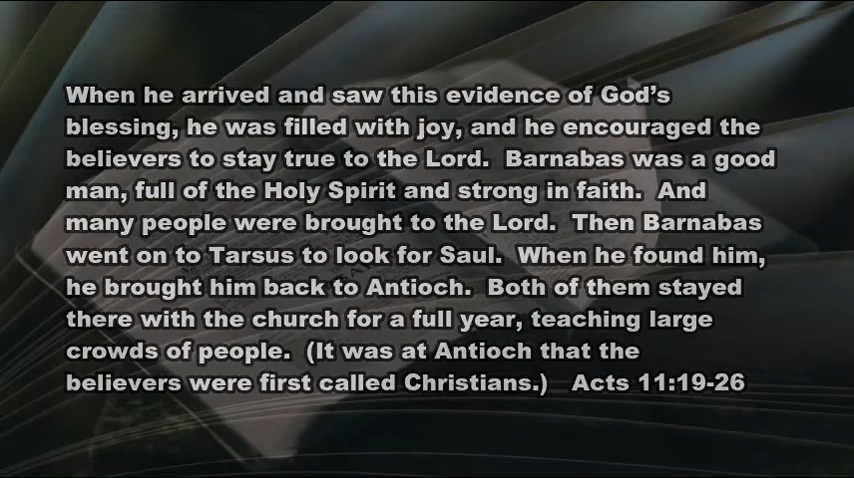 When he arrived and saw this evidence of God’s
blessing, he was filled with joy, and he encouraged the
believers to stay true to the Lord.  Barnabas was a good
man, full of the Holy Spirit and strong in faith.  And
many people were brought to the Lord.  Then Barnabas
went on to Tarsus to look for Saul.  When he found him,
he brought him back to Antioch.  Both of them stayed
there with the church for a full year, teaching large
crowds of people.  (It was at Antioch that the
believers were first called Christians.)   Acts 11:19-26